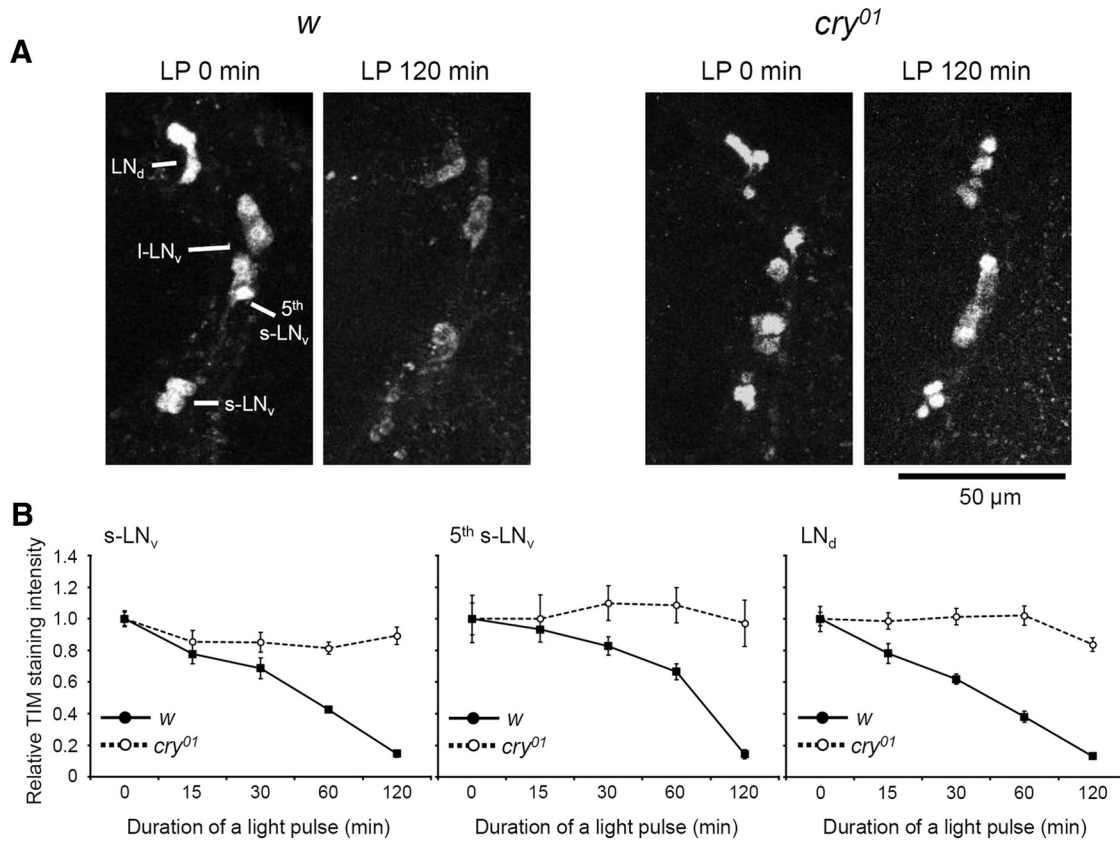 w cry⁰¹
A
LP 0 min LP 120 min LP 0 min LP 120 min
LNd
l-LNv
5th
s-LNv
s-LNv
50 µm
B
s-LNv 5th s-LNv LNd
Relative TIM staining intensity
1.4
1.2
1.0
0.8
0.6
0.4
0.2
0
w
cry⁰¹
w
cry⁰¹
w
cry⁰¹
0 15 30 60 120 0 15 30 60 120 0 15 30 60 120
Duration of a light pulse (min) Duration of a light pulse (min) Duration of a light pulse (min)